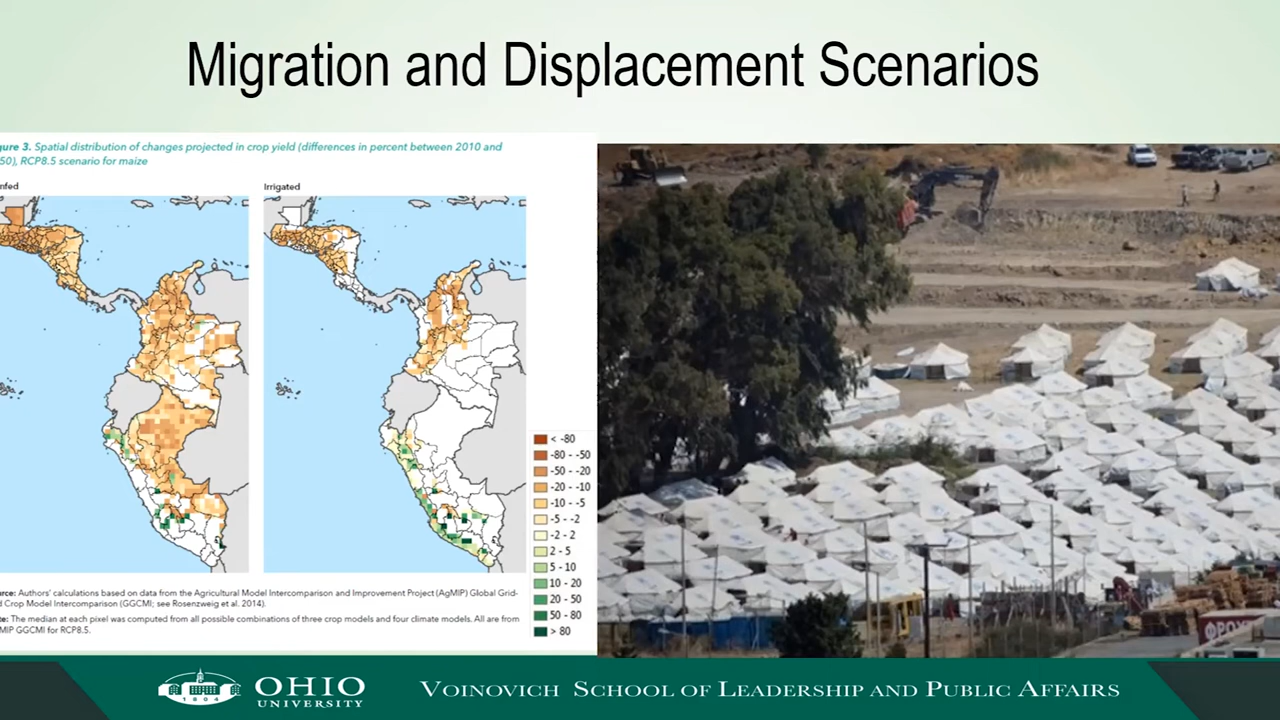 Migration and Displacement Scenarios
gure 3. Spatial distribution of changes projected in crop yield (differences in percent between 2010 and
50), RCP8.5 scenario for maize
nfed
Irrigated
< -80
-80 - -50
-50 - -20
-20 - -10
-10 - -5
-5 - -2
-2 - 2
2 - 5
5 - 10
10 - 20
20 - 50
50 - 80
> 80
urce: Authors' calculations based on data from the Agricultural Model Intercomparison and Improvement Project (AgMIP) Global Grid-
d Crop Model Intercomparison (GGCMI; see Rosenzweig et al. 2014).
te: The median at each pixel was computed from all possible combinations of three crop models and four climate models. All are from
MIP GGCMI for RCP8.5.
ΦΡΟΥΤ
1804
OHIO
UNIVERSITY
VOINOVICH SCHOOL OF LEADERSHIP AND PUBLIC AFFAIRS